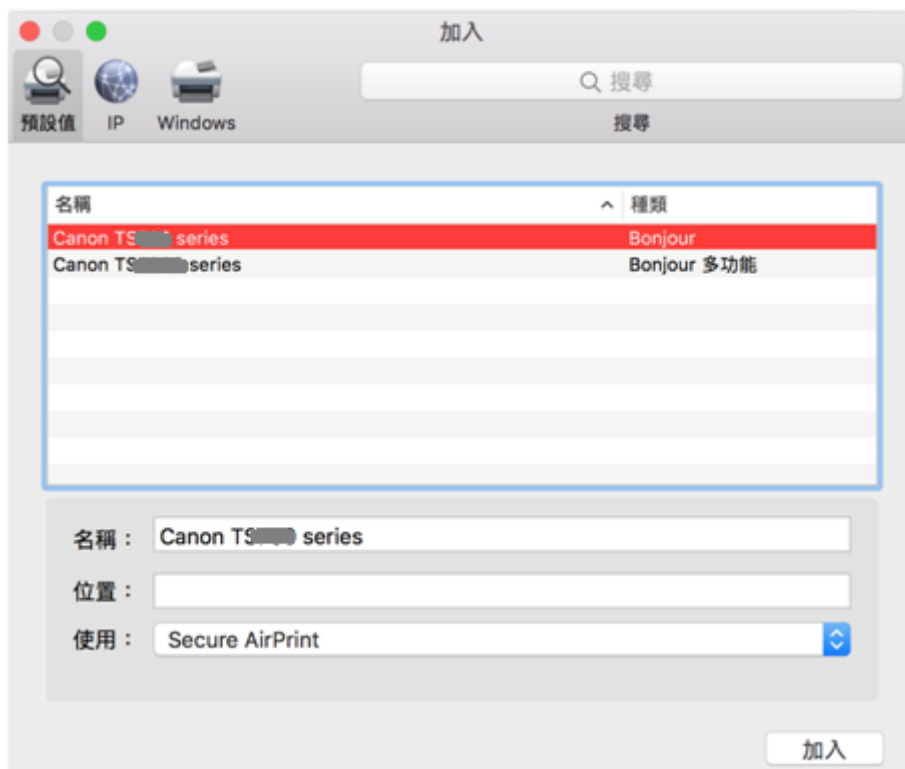 加入
預設值 IP Windows
搜尋
搜尋
名稱 種類
Canon TS series Bonjour
Canon TS series Bonjour 多功能
名稱：
Canon TS series
位置：
使用：
Secure AirPrint
加入